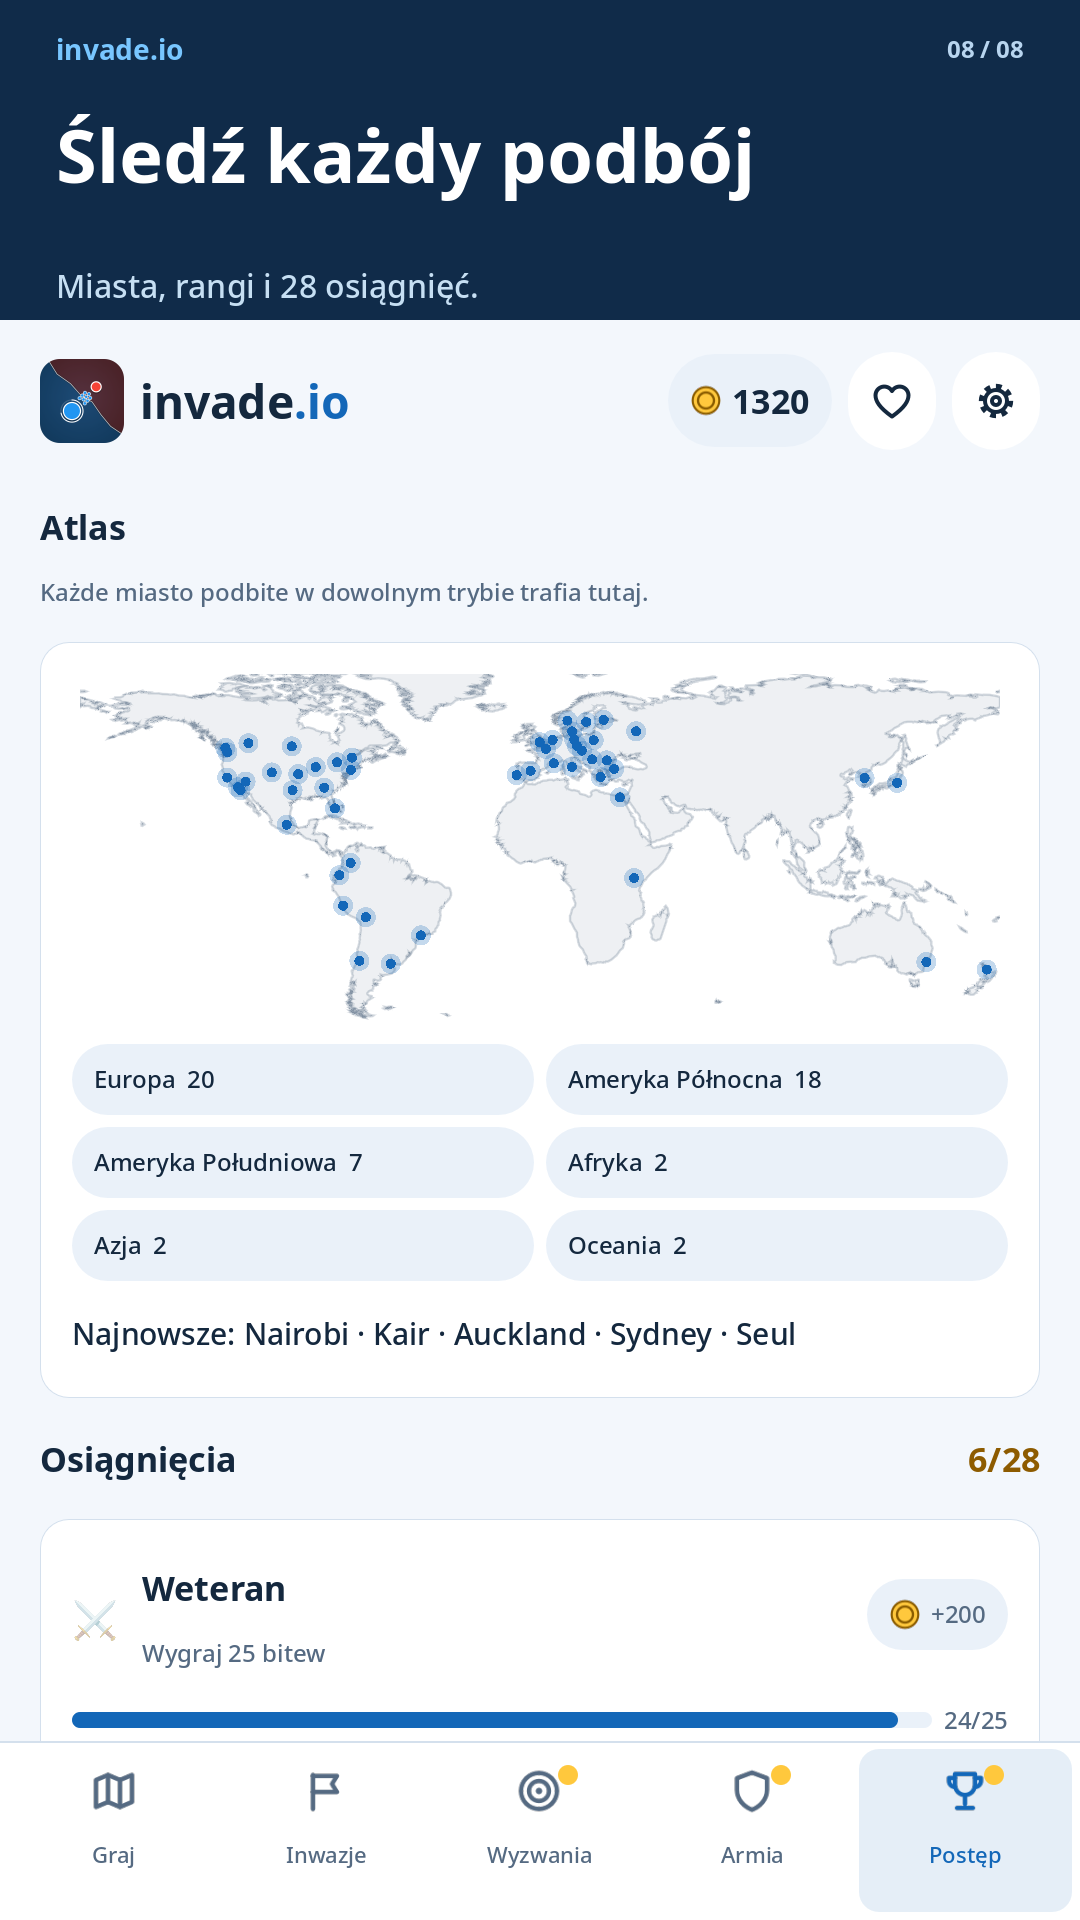 invade.io
08 / 08
Śledź każdy podbój
Miasta, rangi i 28 osiągnięć.
invade.io
1320
Atlas
Każde miasto podbite w dowolnym trybie trafia tutaj.
Europa 20
Ameryka Północna 18
Ameryka Południowa 7
Afryka 2
Azja 2
Oceania 2
Najnowsze: Nairobi · Kair · Auckland · Sydney · Seul
Osiągnięcia
6/28
Weteran
+200
Wygraj 25 bitew
24/25
Graj
Inwazje
Wyzwania
Armia
Postęp